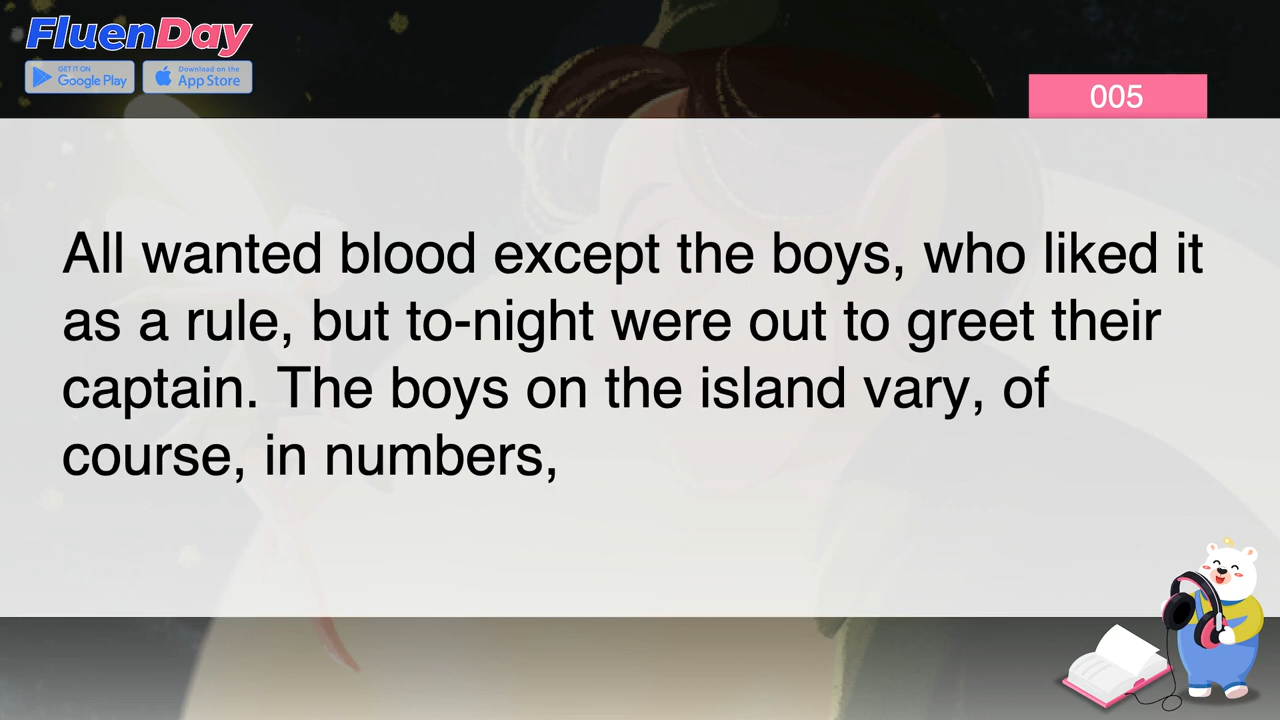 FluenDay
GET IT ON
Google Play
Download on the
App Store
005
All wanted blood except the boys, who liked it
as a rule, but to-night were out to greet their
captain. The boys on the island vary, of
course, in numbers,